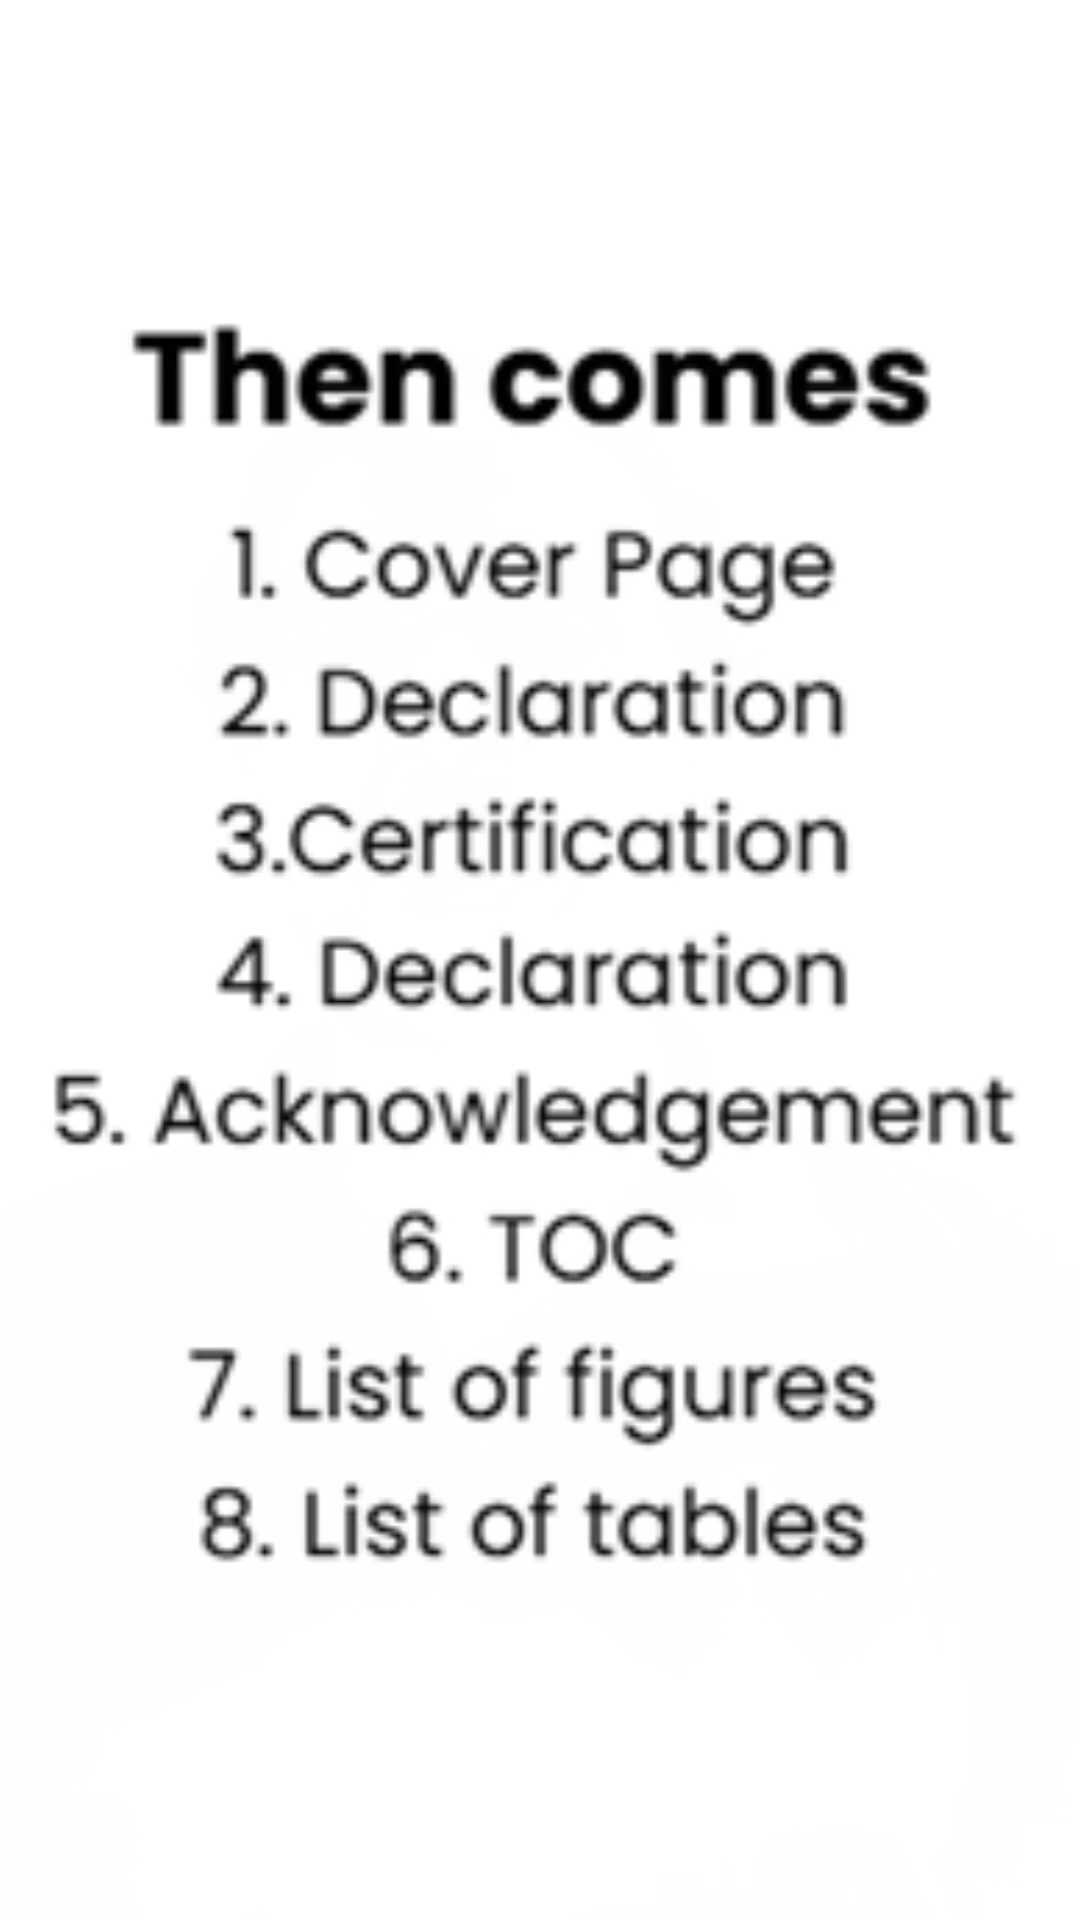 Then comes
1. Cover Page
2. Declaration
3.Certification
4. Declaration
5. Acknowledgement
6. TOC
7. List of figures
8. List of tables